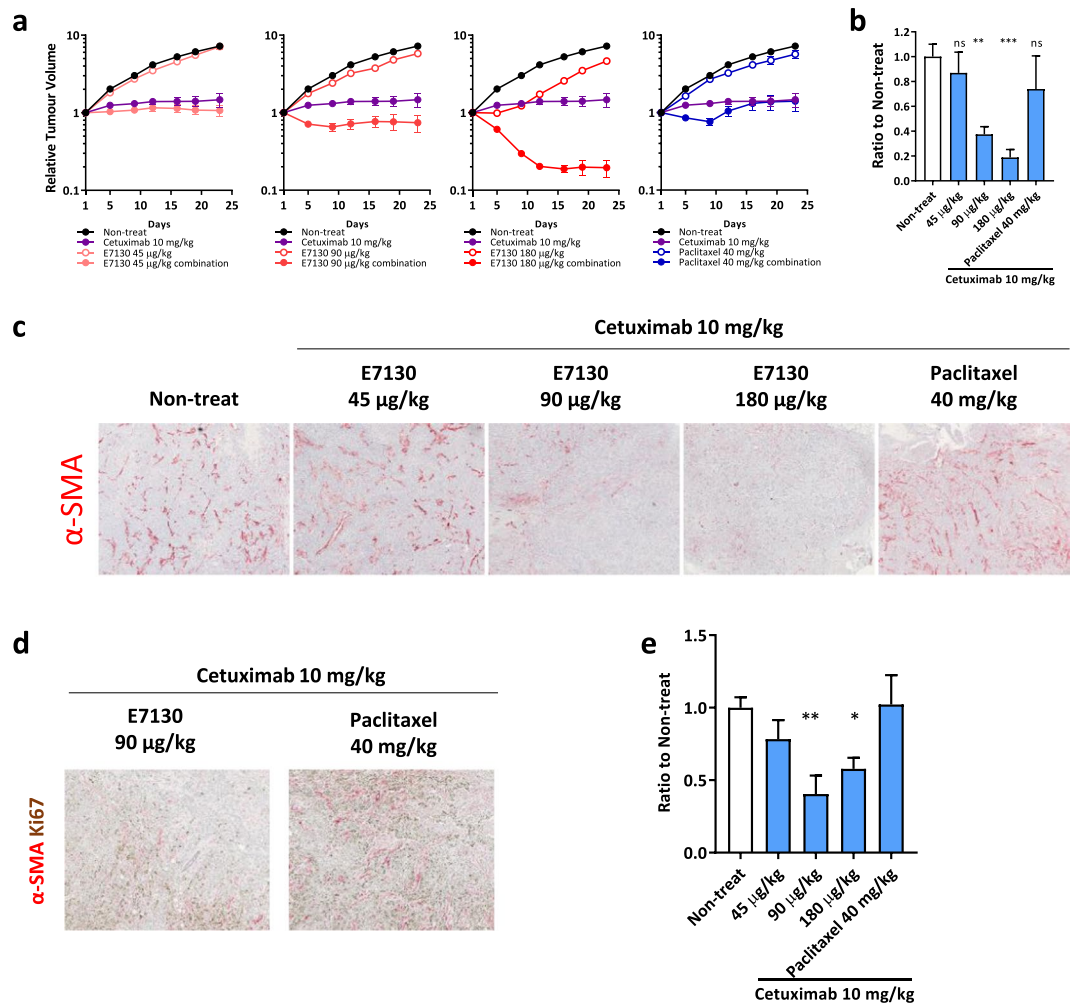 a
Relative Tumour Volume
10
1
0.1
1 5 10 15 20 25
Days
Non-treat
Cetuximab 10 mg/kg
E7130 45 µg/kg
E7130 45 µg/kg combination
10
1
0.1
1 5 10 15 20 25
Days
Non-treat
Cetuximab 10 mg/kg
E7130 90 µg/kg
E7130 90 µg/kg combination
10
1
0.1
1 5 10 15 20 25
Days
Non-treat
Cetuximab 10 mg/kg
E7130 180 µg/kg
E7130 180 µg/kg combination
10
1
0.1
1 5 10 15 20 25
Days
Non-treat
Cetuximab 10 mg/kg
Paclitaxel 40 mg/kg
Paclitaxel 40 mg/kg combination
b
Ratio to Non-treat
1.2
1.0
0.8
0.6
0.4
0.2
0.0
ns ** *** ns
Non-treat
45 µg/kg
90 µg/kg
180 µg/kg
Paclitaxel 40 mg/kg
Cetuximab 10 mg/kg
c
Cetuximab 10 mg/kg
Non-treat
E7130
45 µg/kg
E7130
90 µg/kg
E7130
180 µg/kg
Paclitaxel
40 mg/kg
α-SMA
d
Cetuximab 10 mg/kg
E7130
90 µg/kg
Paclitaxel
40 mg/kg
α-SMA Ki67
e
Ratio to Non-treat
1.5
1.0
0.5
0.0
** *
Non-treat
45 µg/kg
90 µg/kg
180 µg/kg
Paclitaxel 40 mg/kg
Cetuximab 10 mg/kg